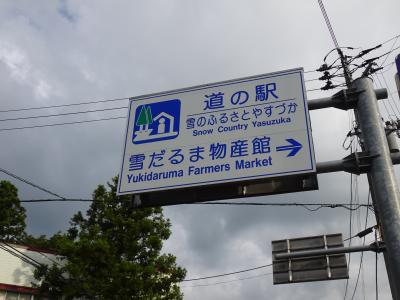 道の駅
雪のふるさとやすづか
Snow Country Yasuzuka
雪だるま物産館
Yukidaruma Farmers Market